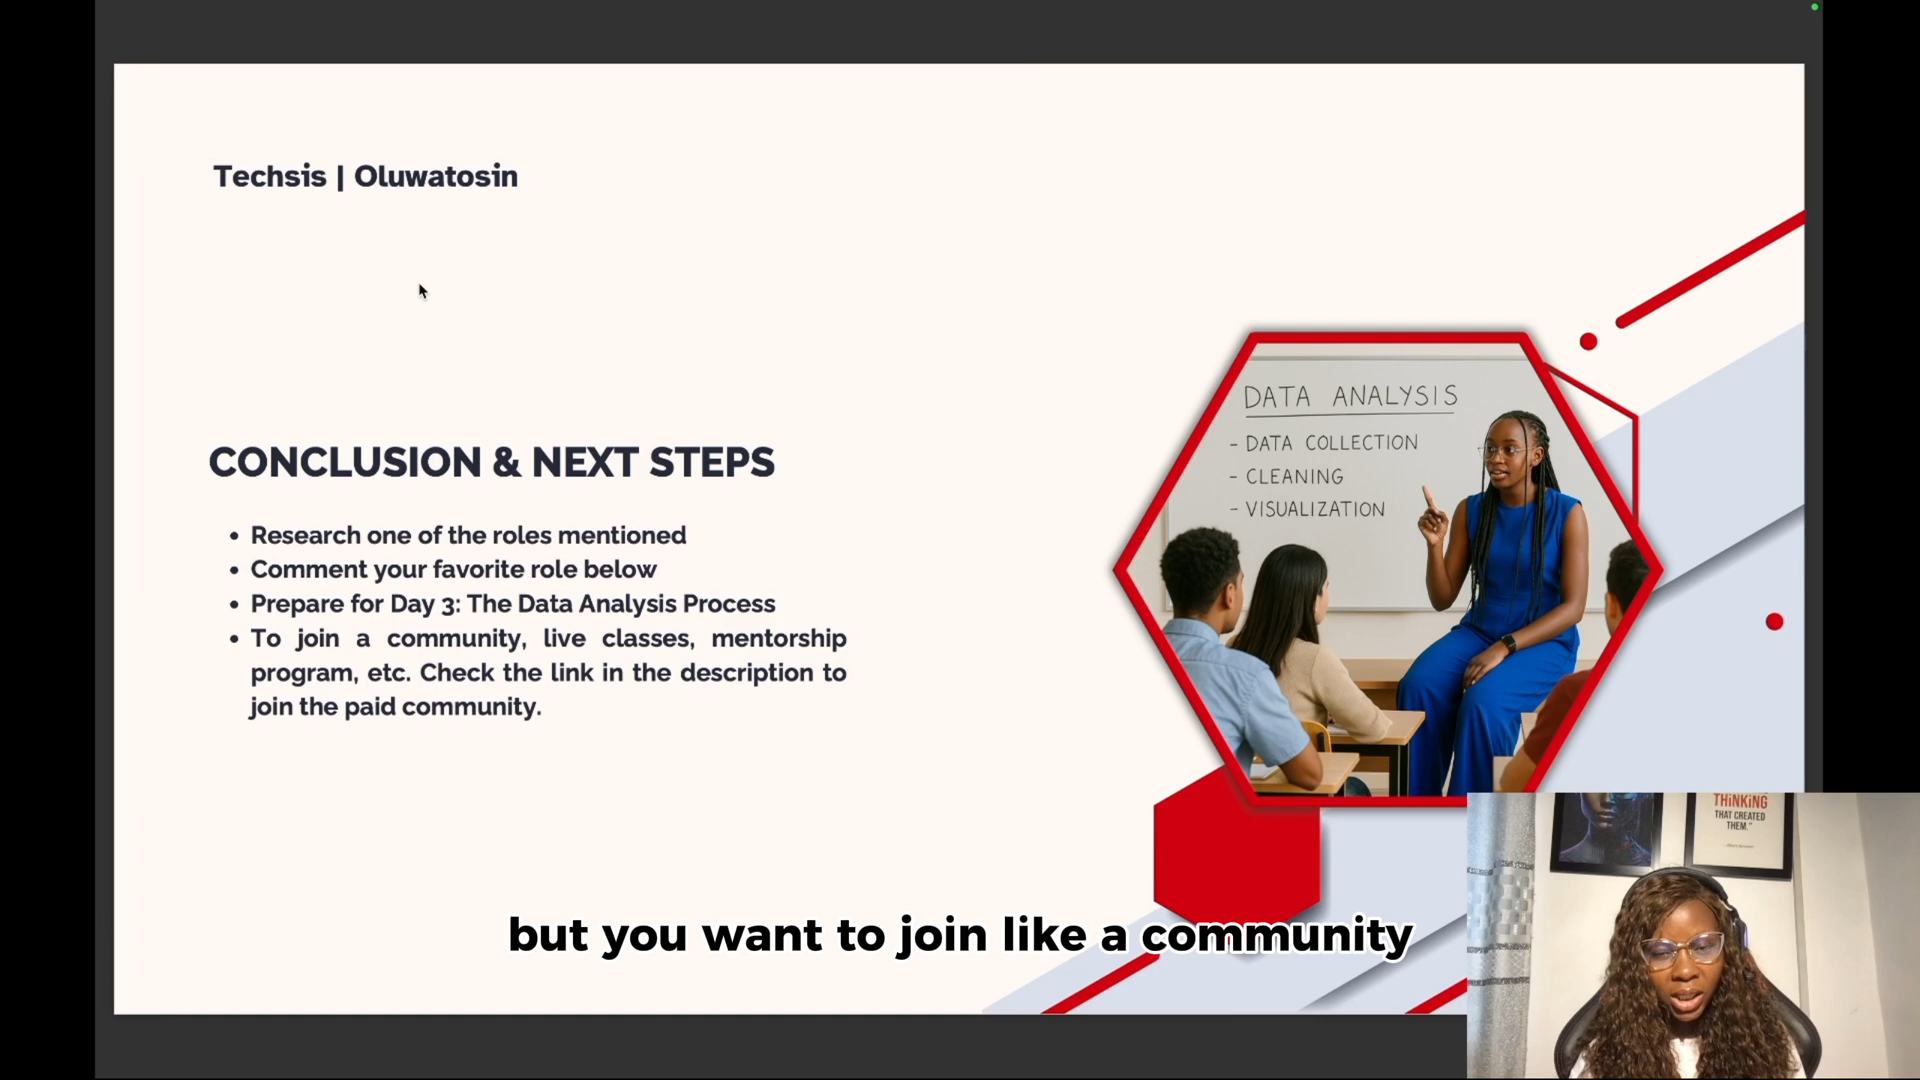 Techsis | Oluwatosin
DATA ANALYSIS
- DATA COLLECTION
- CLEANING
- VISUALIZATION
CONCLUSION & NEXT STEPS
• Research one of the roles mentioned
• Comment your favorite role below
• Prepare for Day 3: The Data Analysis Process
• To join a community, live classes, mentorship
program, etc. Check the link in the description to
join the paid community.
THiNKiNG
THAT CREATED
THEM."
but you want to join like a community